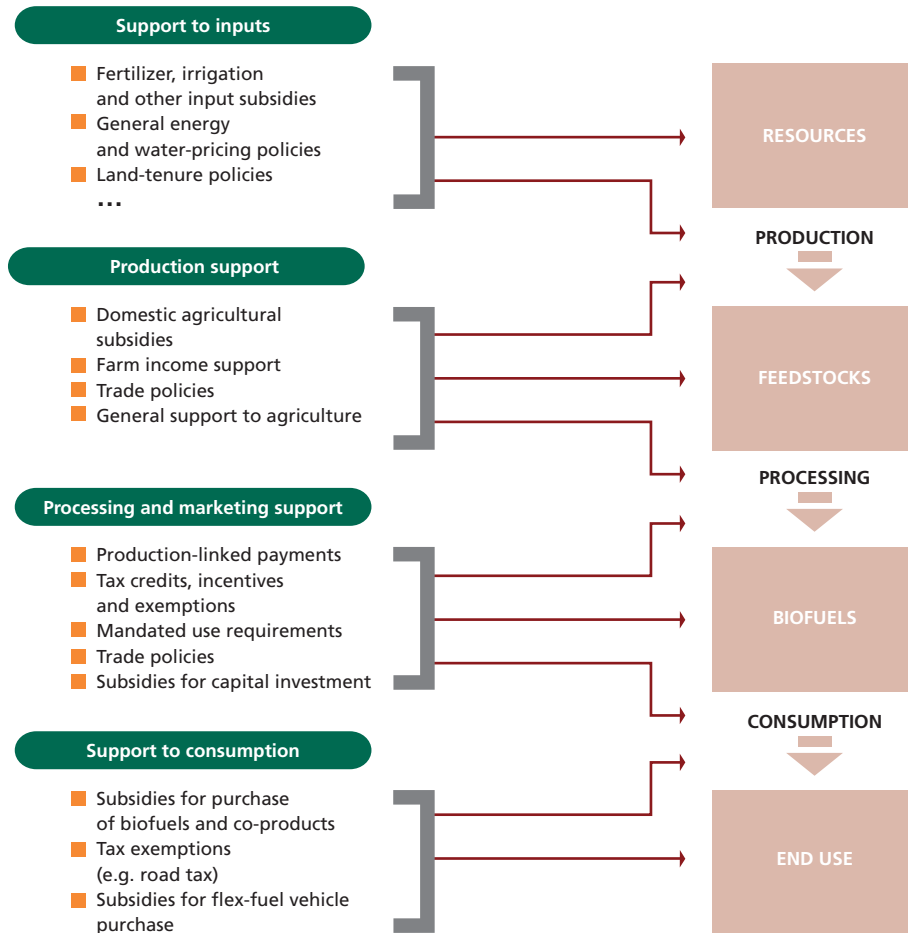 Support to inputs
Fertilizer, irrigation
and other input subsidies
General energy
and water-pricing policies
Land-tenure policies
...
RESOURCES
PRODUCTION
Production support
Domestic agricultural
subsidies
Farm income support
Trade policies
General support to agriculture
FEEDSTOCKS
PROCESSING
Processing and marketing support
Production-linked payments
Tax credits, incentives
and exemptions
Mandated use requirements
Trade policies
Subsidies for capital investment
BIOFUELS
CONSUMPTION
Support to consumption
Subsidies for purchase
of biofuels and co-products
Tax exemptions
(e.g. road tax)
Subsidies for flex-fuel vehicle
purchase
END USE